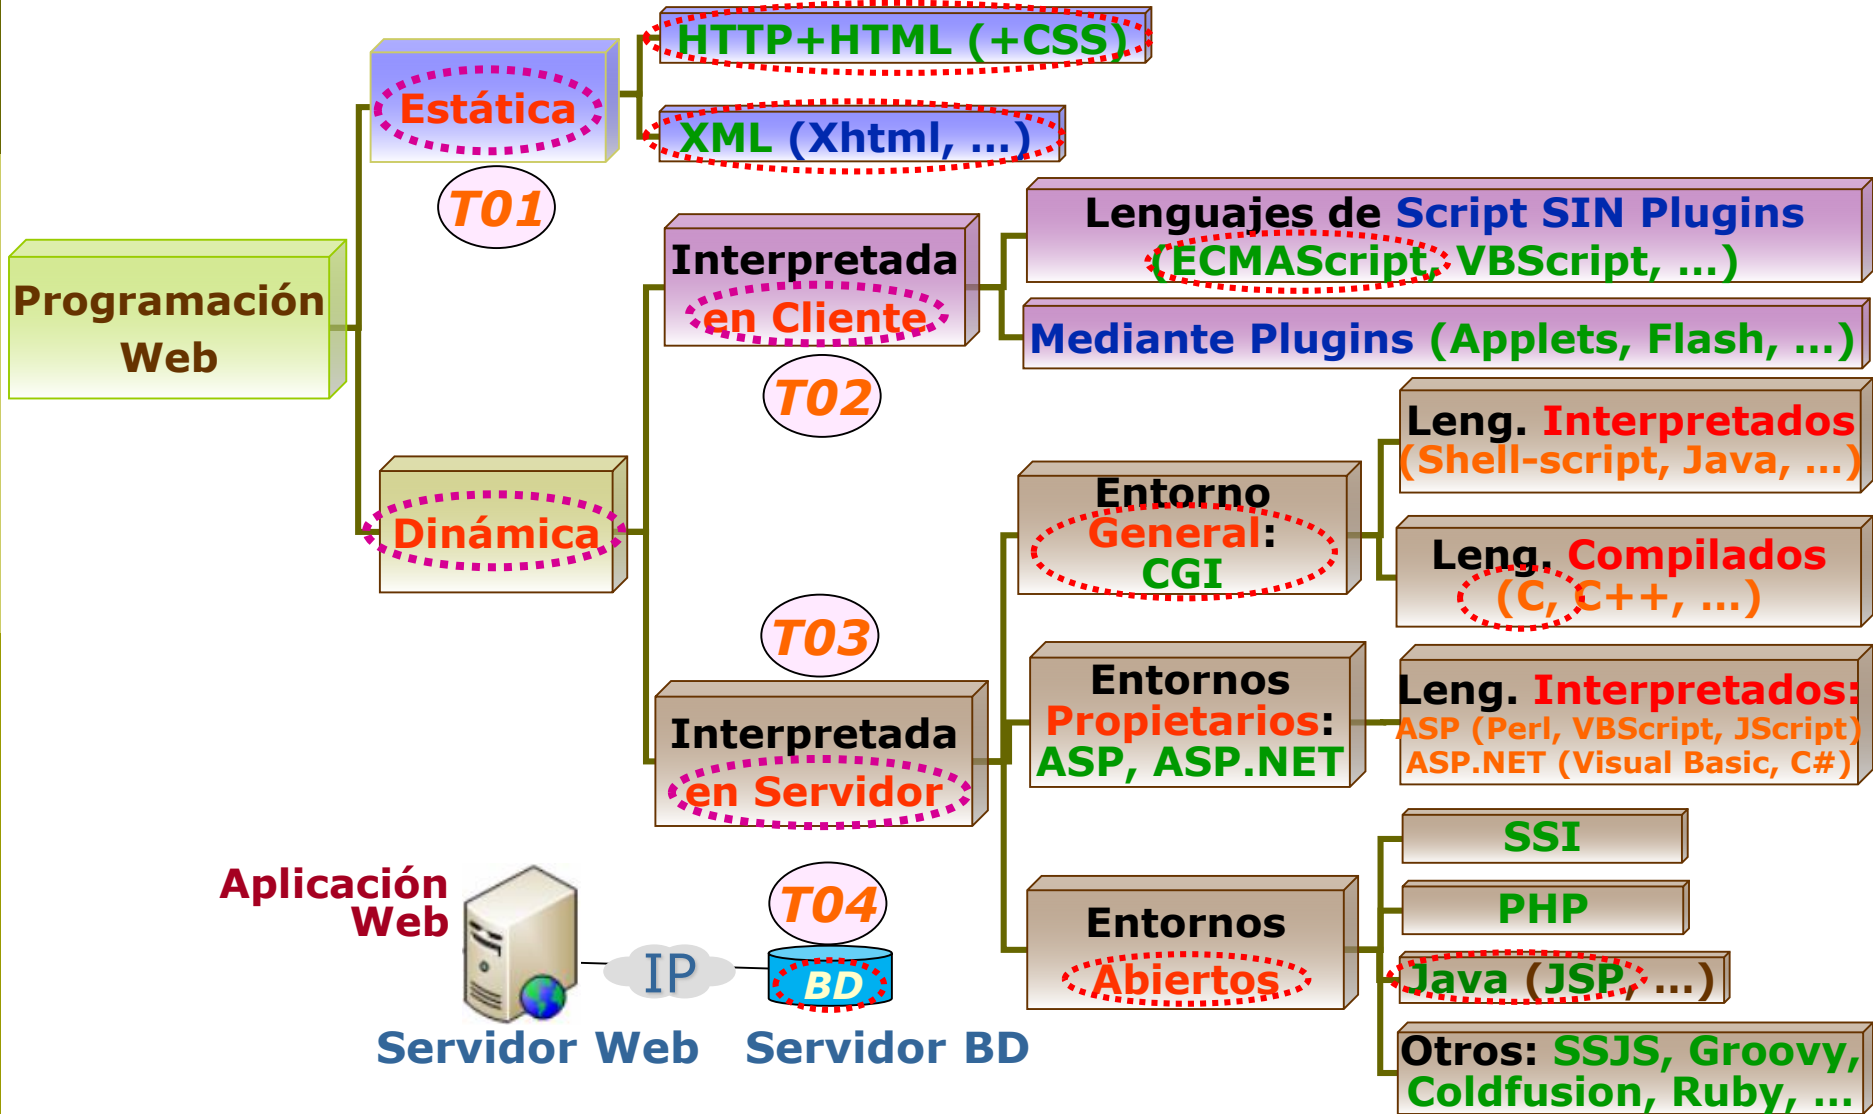 HTTP+HTML (+CSS)
Estática
XML (Xhtml, ...)
T01
Programación
Web
Interpretada
en Cliente
T02
Lenguajes de Script SIN Plugins
(ECMAScript, VBScript, ...)
Mediante Plugins (Applets, Flash, ...)
Dinámica
Leng. Interpretados
(Shell-script, Java, ...)
Entorno
General:
CGI
Leng. Compilados
(C, C++, ...)
T03
Interpretada
en Servidor
Entornos
Propietarios:
ASP, ASP.NET
Leng. Interpretados:
ASP (Perl, VBScript, JScript)
ASP.NET (Visual Basic, C#)
SSI
PHP
Entornos
Abiertos
Java (JSP, ...)
Otros: SSJS, Groovy,
Coldfusion, Ruby, ...
Aplicación
Web
T04
IP
BD
Servidor Web
Servidor BD